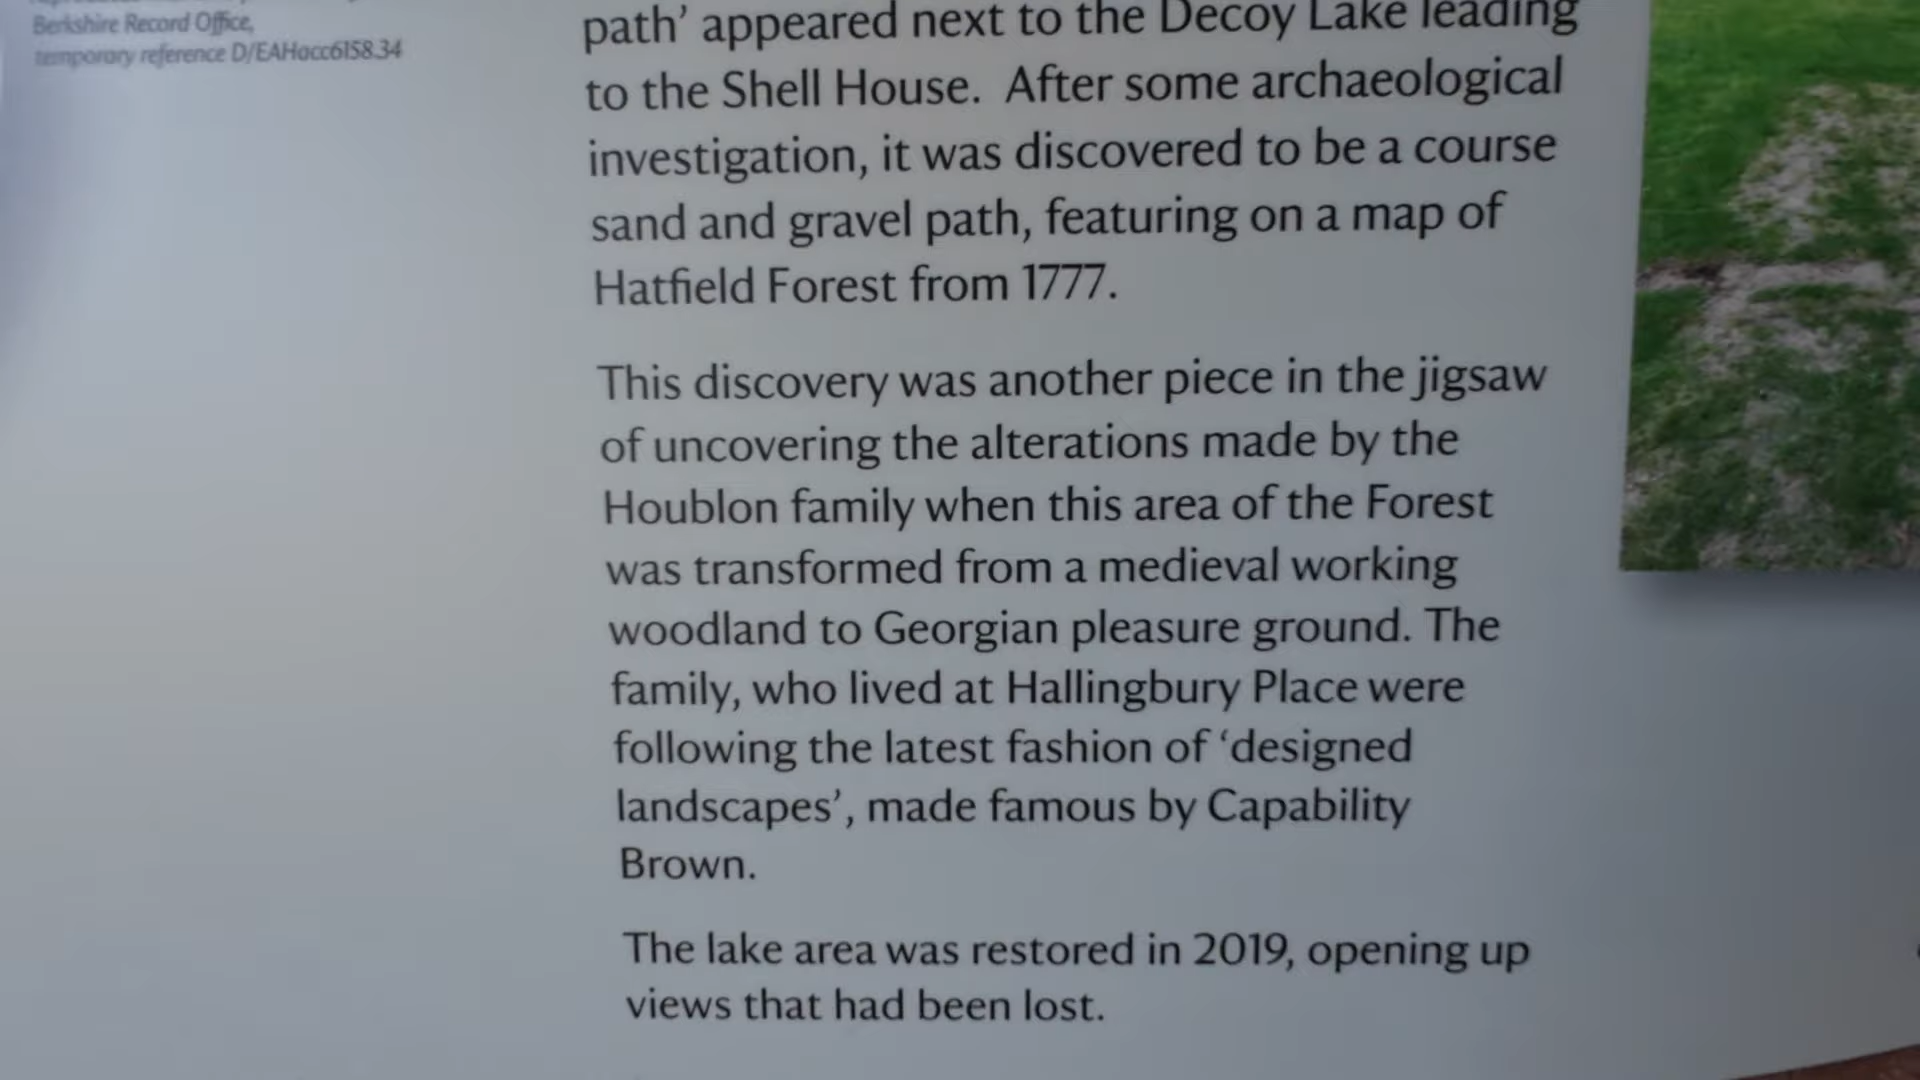 Berkshire Record Office,
temporary reference D/EAHacc6158.34
path’ appeared next to the Decoy Lake leading
to the Shell House. After some archaeological
investigation, it was discovered to be a course
sand and gravel path, featuring on a map of
Hatfield Forest from 1777.
This discovery was another piece in the jigsaw
of uncovering the alterations made by the
Houblon family when this area of the Forest
was transformed from a medieval working
woodland to Georgian pleasure ground. The
family, who lived at Hallingbury Place were
following the latest fashion of ‘designed
landscapes’, made famous by Capability
Brown.
The lake area was restored in 2019, opening up
views that had been lost.